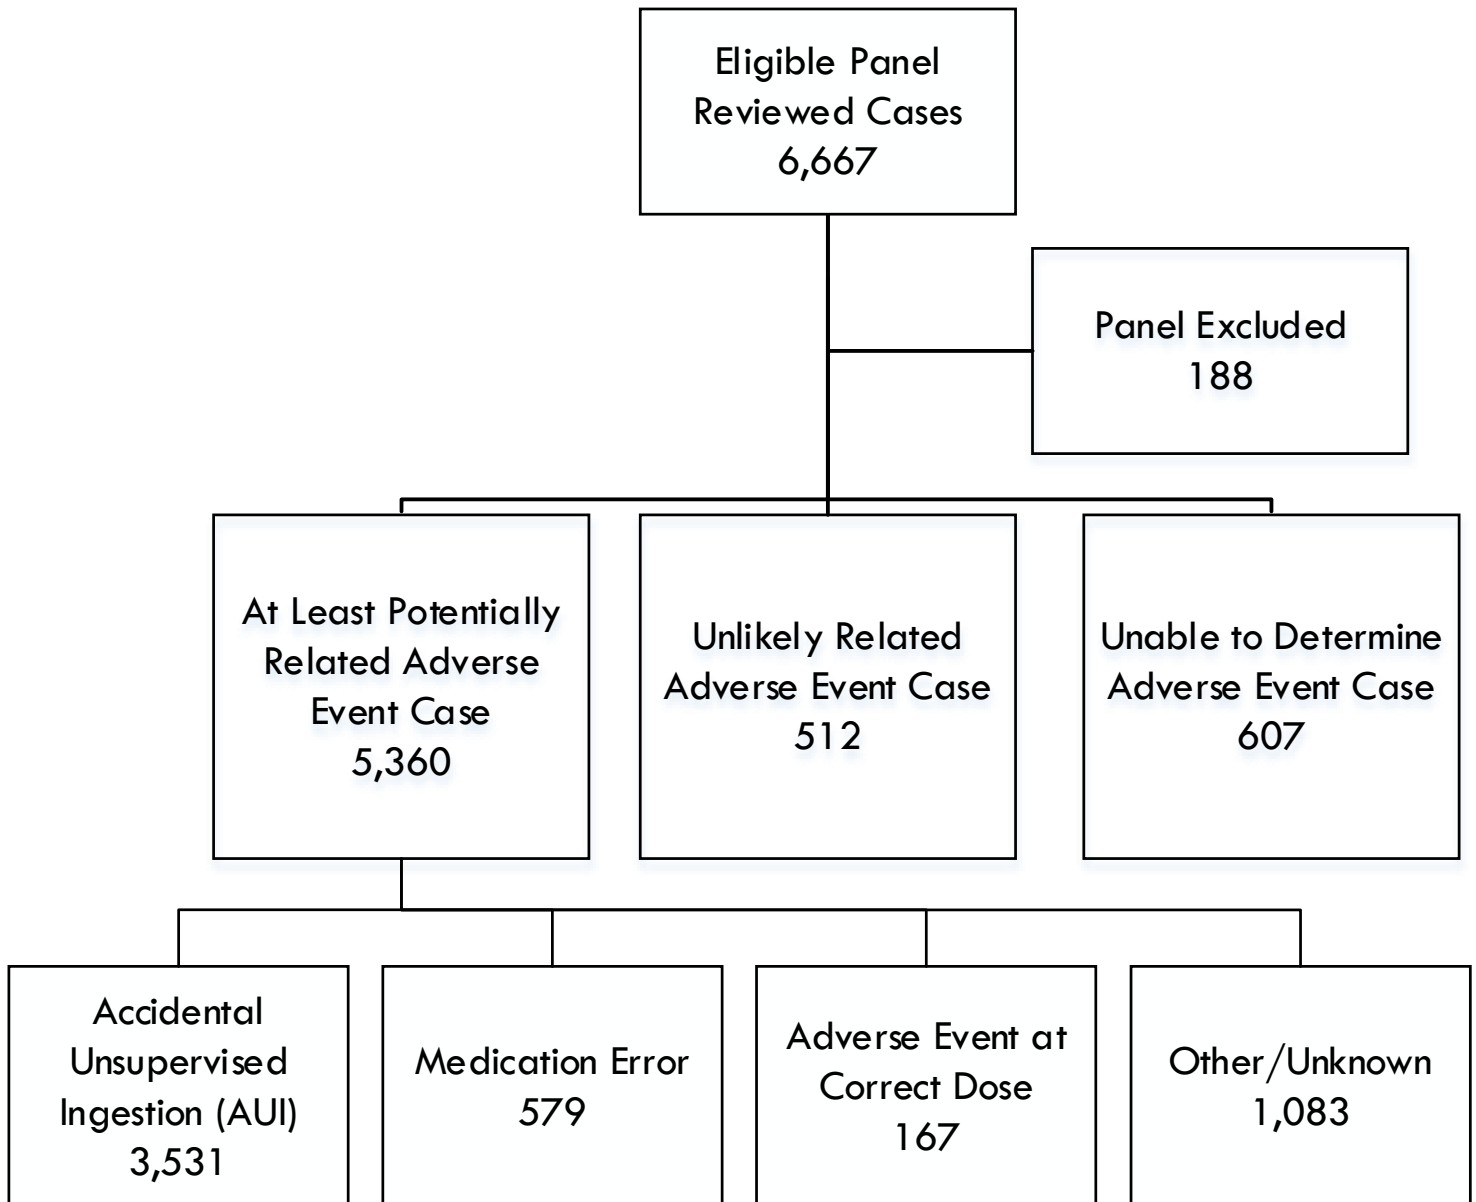 Eligible Panel
Reviewed Cases
6,667
Panel Excluded
188
At Least Potentially
Related Adverse
Event Case
5,360
Unlikely Related
Adverse Event Case
512
Unable to Determine
Adverse Event Case
607
Accidental
Unsupervised
Ingestion (AUI)
3,531
Medication Error
579
Adverse Event at
Correct Dose
167
Other/Unknown
1,083